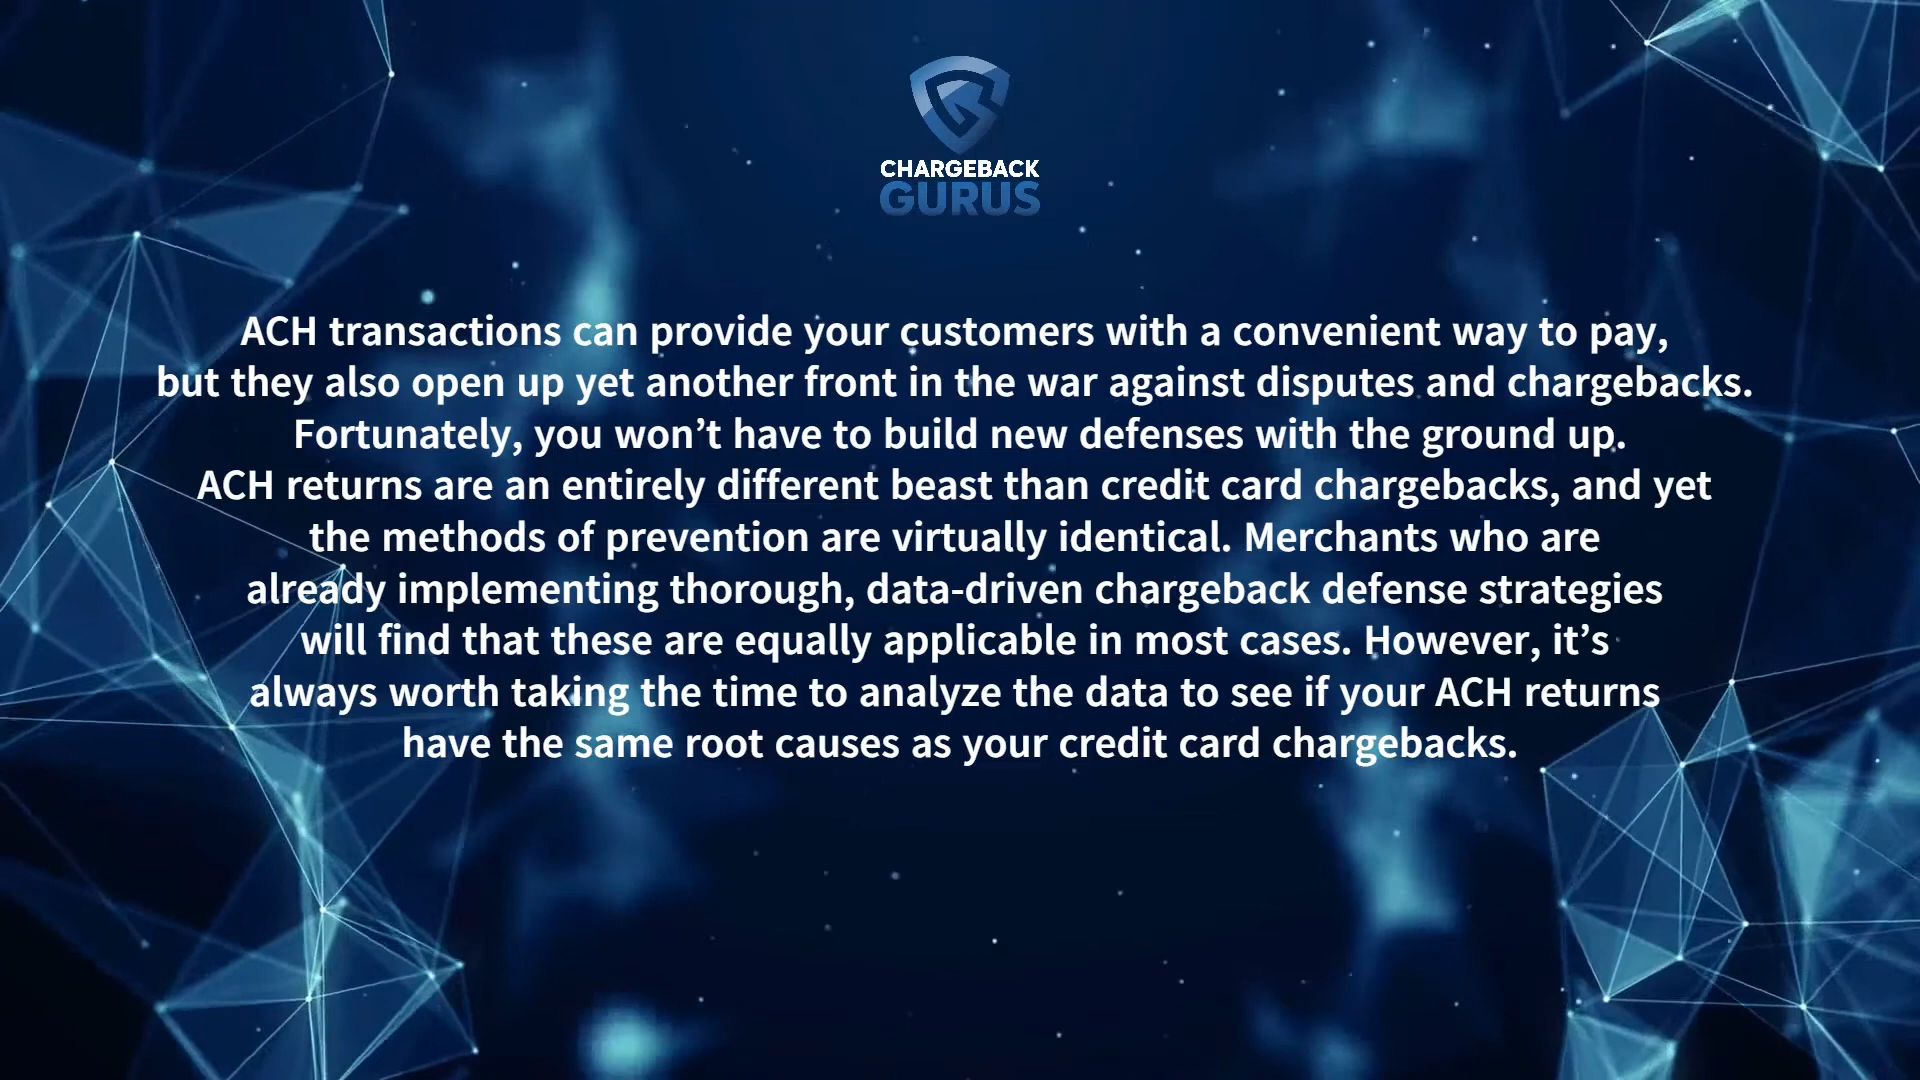 CHARGEBACK
GURUS
ACH transactions can provide your customers with a convenient way to pay,
but they also open up yet another front in the war against disputes and chargebacks.
Fortunately, you won’t have to build new defenses with the ground up.
ACH returns are an entirely different beast than credit card chargebacks, and yet
the methods of prevention are virtually identical. Merchants who are
already implementing thorough, data-driven chargeback defense strategies
will find that these are equally applicable in most cases. However, it’s
always worth taking the time to analyze the data to see if your ACH returns
have the same root causes as your credit card chargebacks.